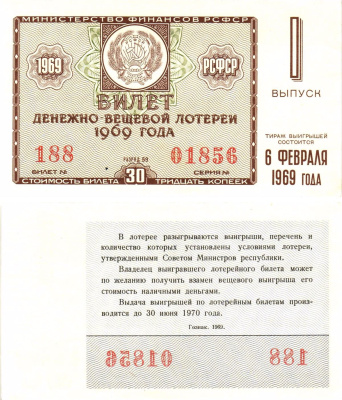 МИНИСТЕРСТВО ФИНАНСОВ РСФСР
1969
РСФСР
БИЛЕТ
ДЕНЕЖНО-ВЕЩЕВОЙ ЛОТЕРЕИ
1969 ГОДА
188
РАЗРЯД 59
01856
БИЛЕТ №
СЕРИЯ №
СТОИМОСТЬ БИЛЕТА 30 ТРИДЦАТЬ КОПЕЕК
I
ВЫПУСК
ТИРАЖ ВЫИГРЫШЕЙ
СОСТОИТСЯ
6 ФЕВРАЛЯ
1969 ГОДА
В лотерее разыгрываются выигрыши, перечень и
количество которых установлены условиями лотереи,
утвержденными Советом Министров республики.
Владелец выигравшего лотерейного билета может
по желанию получить взамен вещевого выигрыша его
стоимость наличными деньгами.
Выдача выигрышей по лотерейным билетам произ-
водится до 30 июня 1970 года.
Гознак. 1969.
01856
188